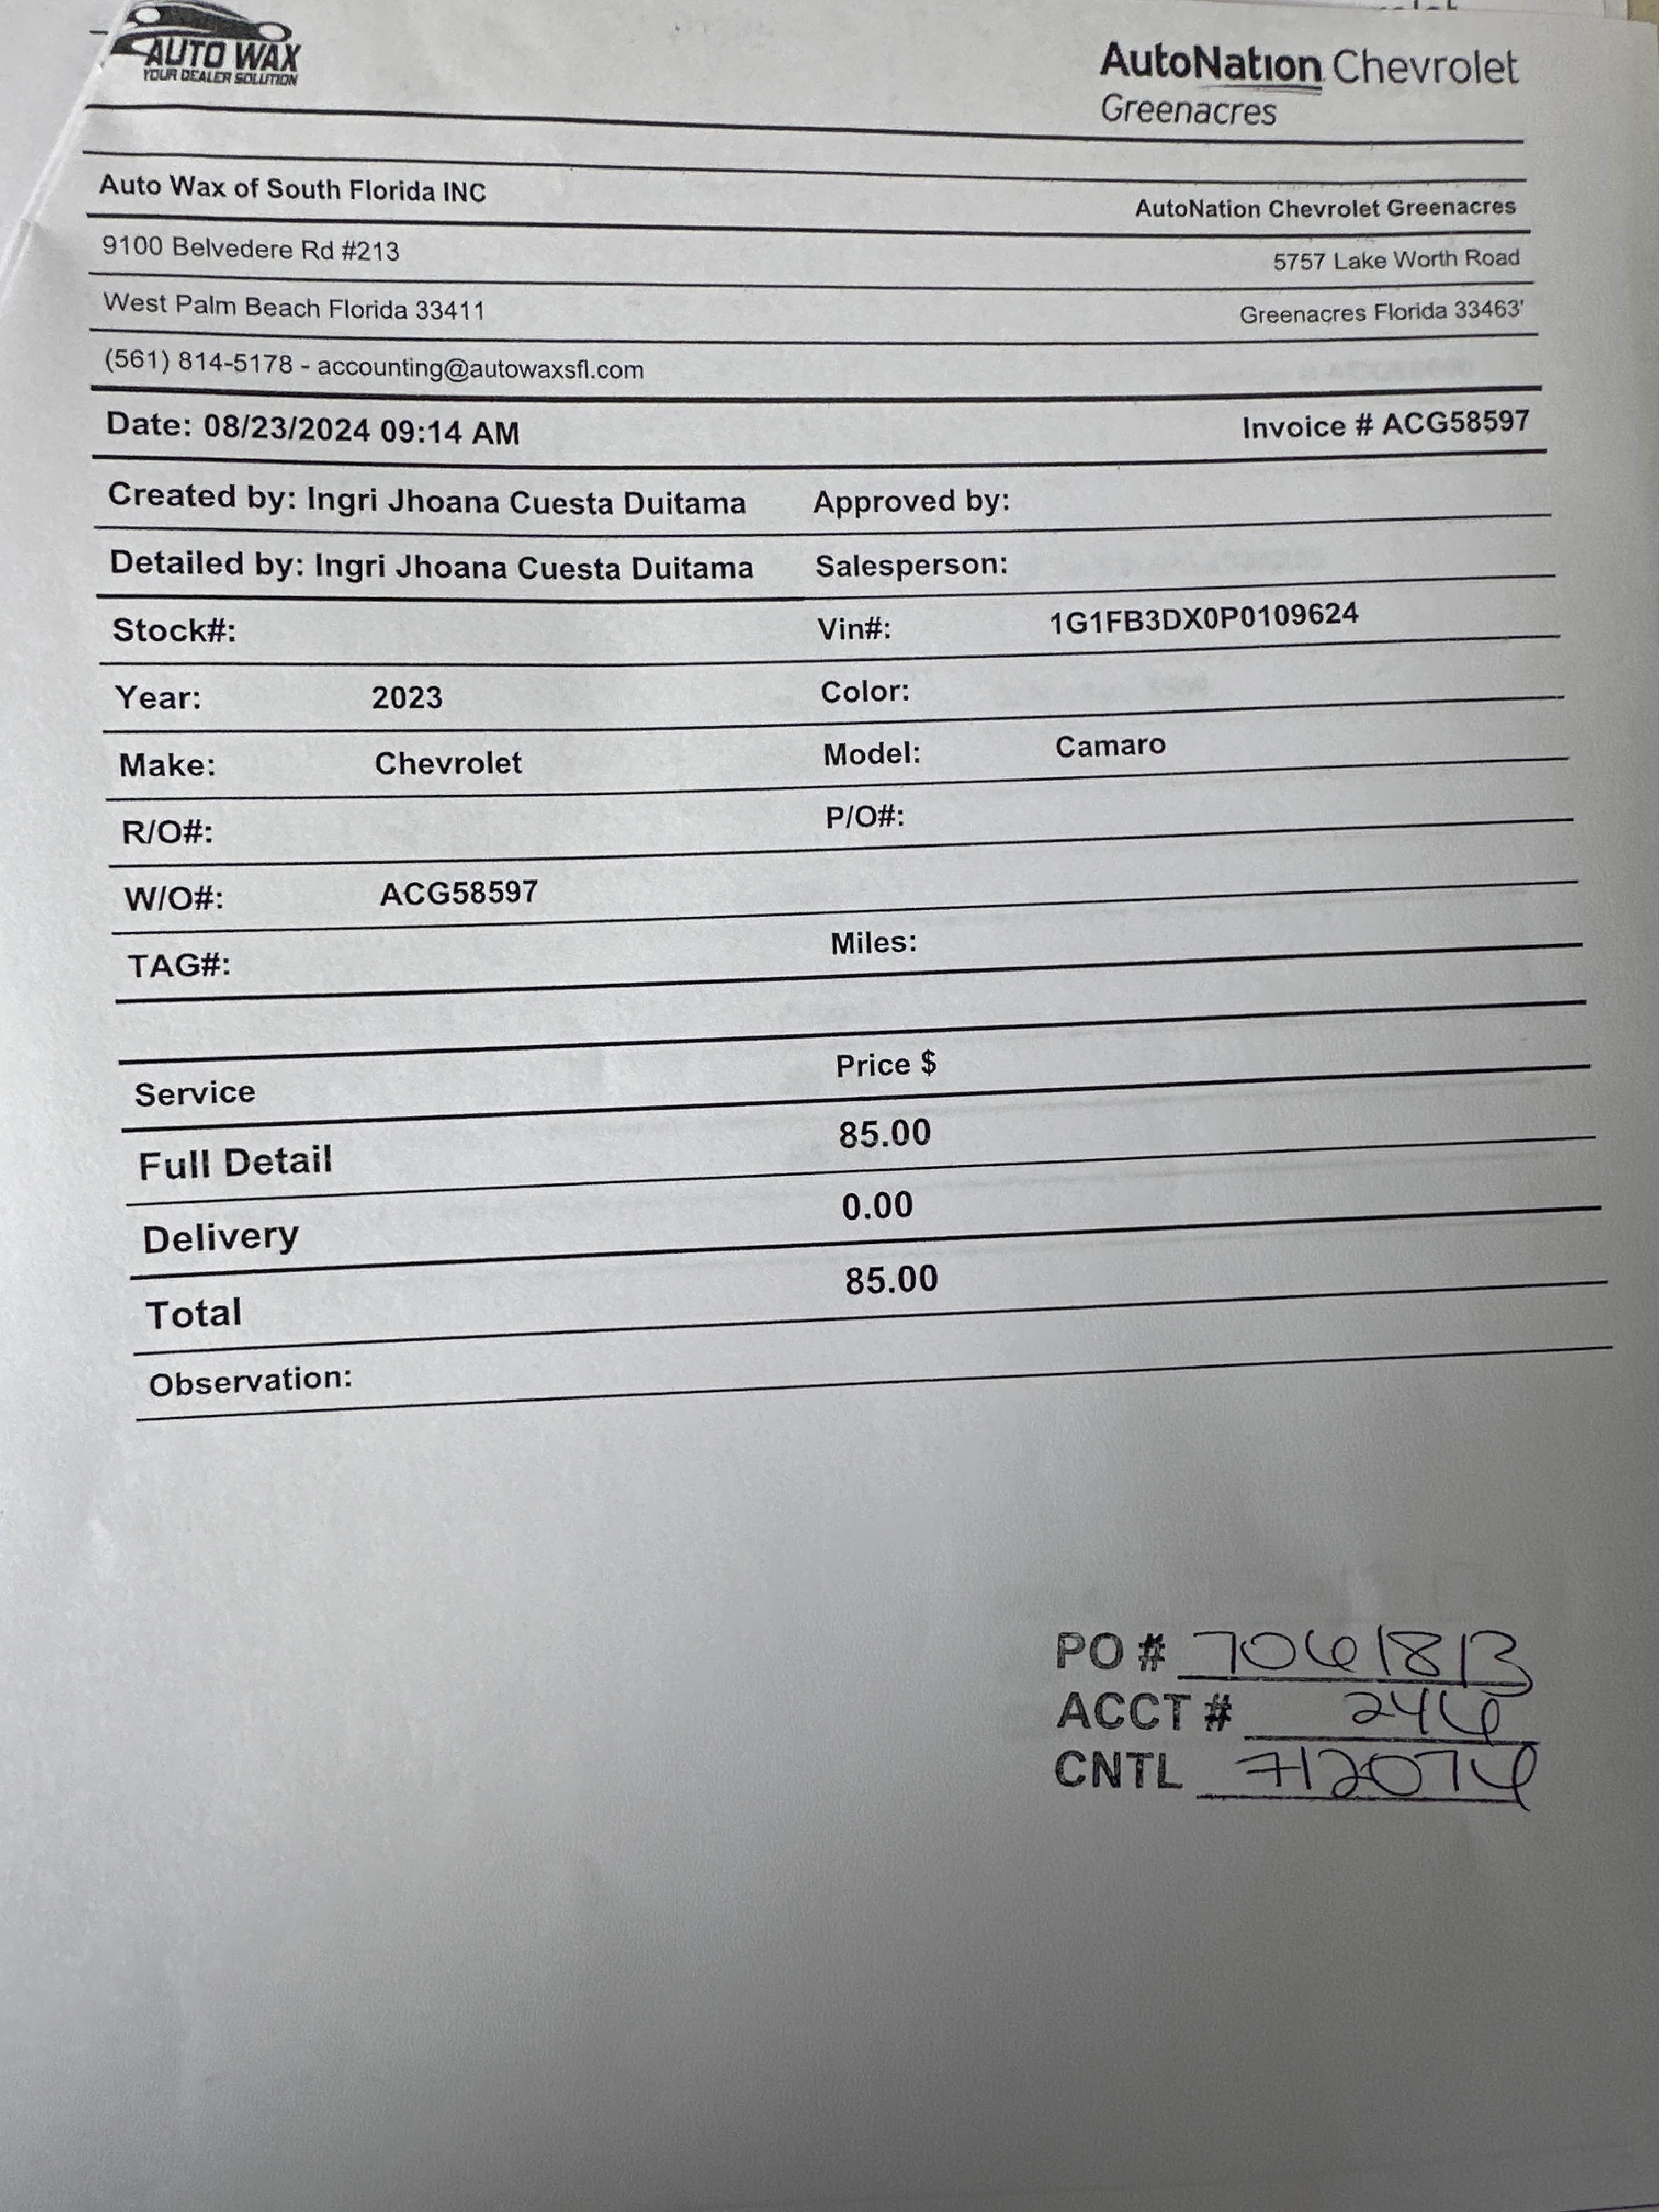 AUTO WAX
YOUR DEALER SOLUTION
AutoNation Chevrolet
Greenacres
Auto Wax of South Florida INC
AutoNation Chevrolet Greenacres
9100 Belvedere Rd #213
5757 Lake Worth Road
West Palm Beach Florida 33411
Greenacres Florida 33463'
(561) 814-5178 - accounting@autowaxsfl.com
Date: 08/23/2024 09:14 AM
Invoice # ACG58597
Created by: Ingri Jhoana Cuesta Duitama Approved by:
Detailed by: Ingri Jhoana Cuesta Duitama Salesperson:
Stock#: Vin#: 1G1FB3DX0P0109624
Year: 2023 Color:
Make: Chevrolet Model: Camaro
R/O#: P/O#:
W/O#: ACG58597
TAG#: Miles:
Service Price $
Full Detail 85.00
Delivery 0.00
Total 85.00
Observation:
PO # 7061813
ACCT # 246
CNTL 712076